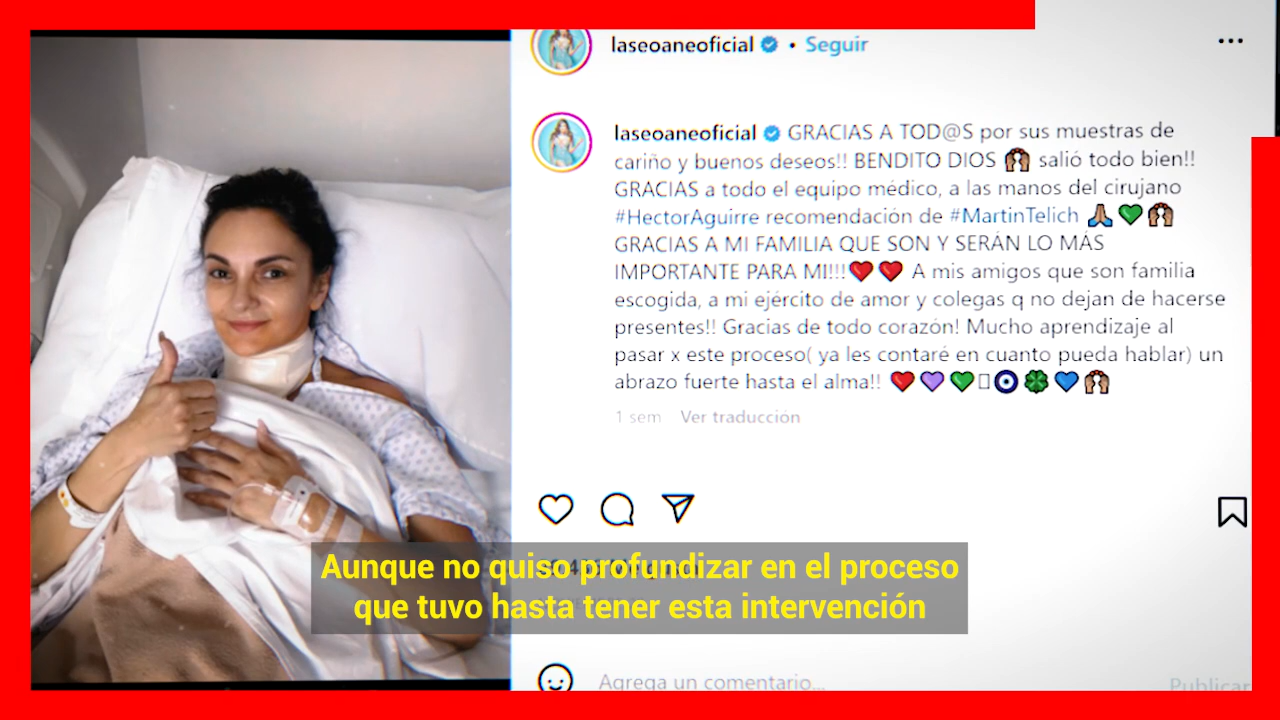 laseoaneoficial • Seguir
laseoaneoficial GRACIAS A TOD@S por sus muestras de
cariño y buenos deseos!! BENDITO DIOS salió todo bien!!
GRACIAS a todo el equipo médico, a las manos del cirujano
#HectorAguirre recomendación de #MartinTelich
GRACIAS A MI FAMILIA QUE SON Y SERÁN LO MÁS
IMPORTANTE PARA MI!!! A mis amigos que son familia
escogida, a mi ejército de amor y colegas q no dejan de hacerse
presentes!! Gracias de todo corazón! Mucho aprendizaje al
pasar x este proceso( ya les contaré en cuanto pueda hablar) un
abrazo fuerte hasta el alma!!
1 sem Ver traducción
Aunque no quiso profundizar en el proceso
que tuvo hasta tener esta intervención
Agrega un comentario...
Publicar